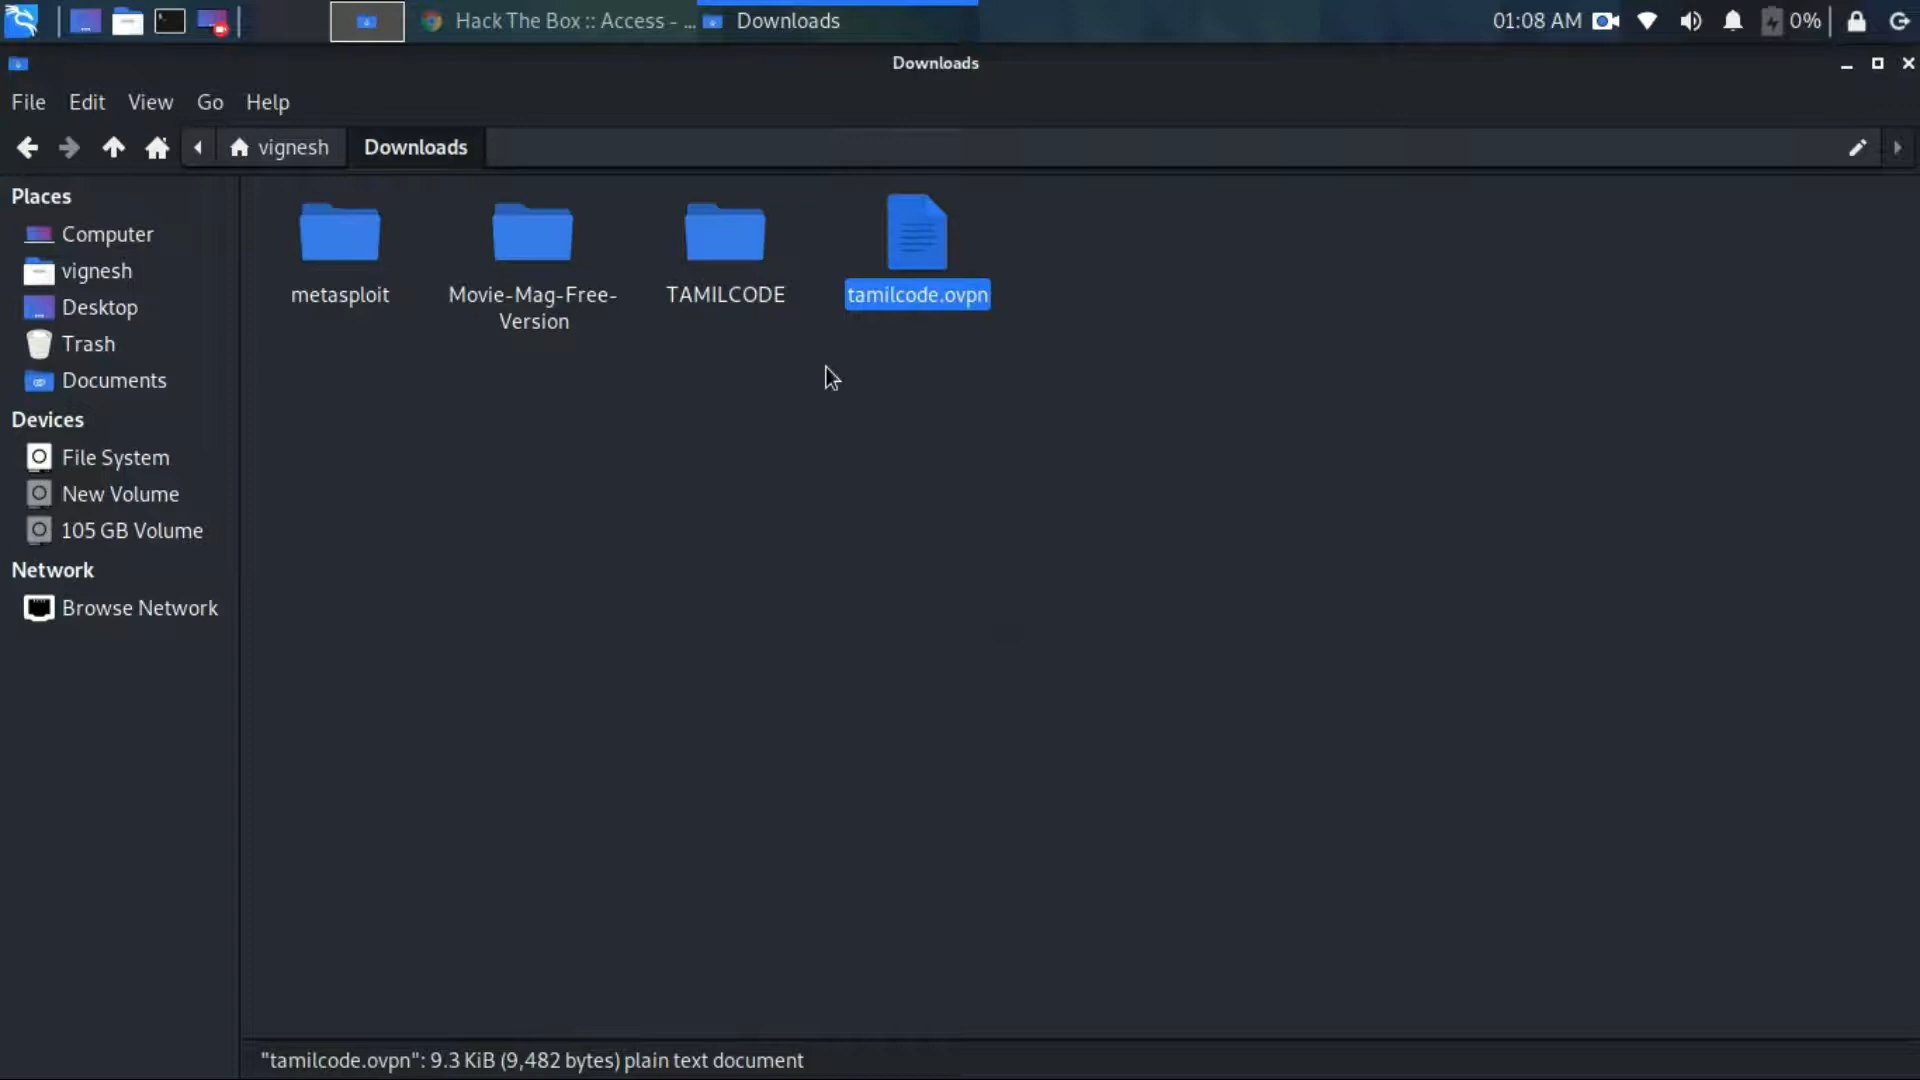 Hack The Box :: Access - ...
Downloads
01:08 AM
0%
Downloads
File Edit View Go Help
vignesh
Downloads
Places
Computer
vignesh
Desktop
Trash
Documents
Devices
File System
New Volume
105 GB Volume
Network
Browse Network
metasploit
Movie-Mag-Free-
Version
TAMILCODE
tamilcode.ovpn
"tamilcode.ovpn": 9.3 KiB (9,482 bytes) plain text document